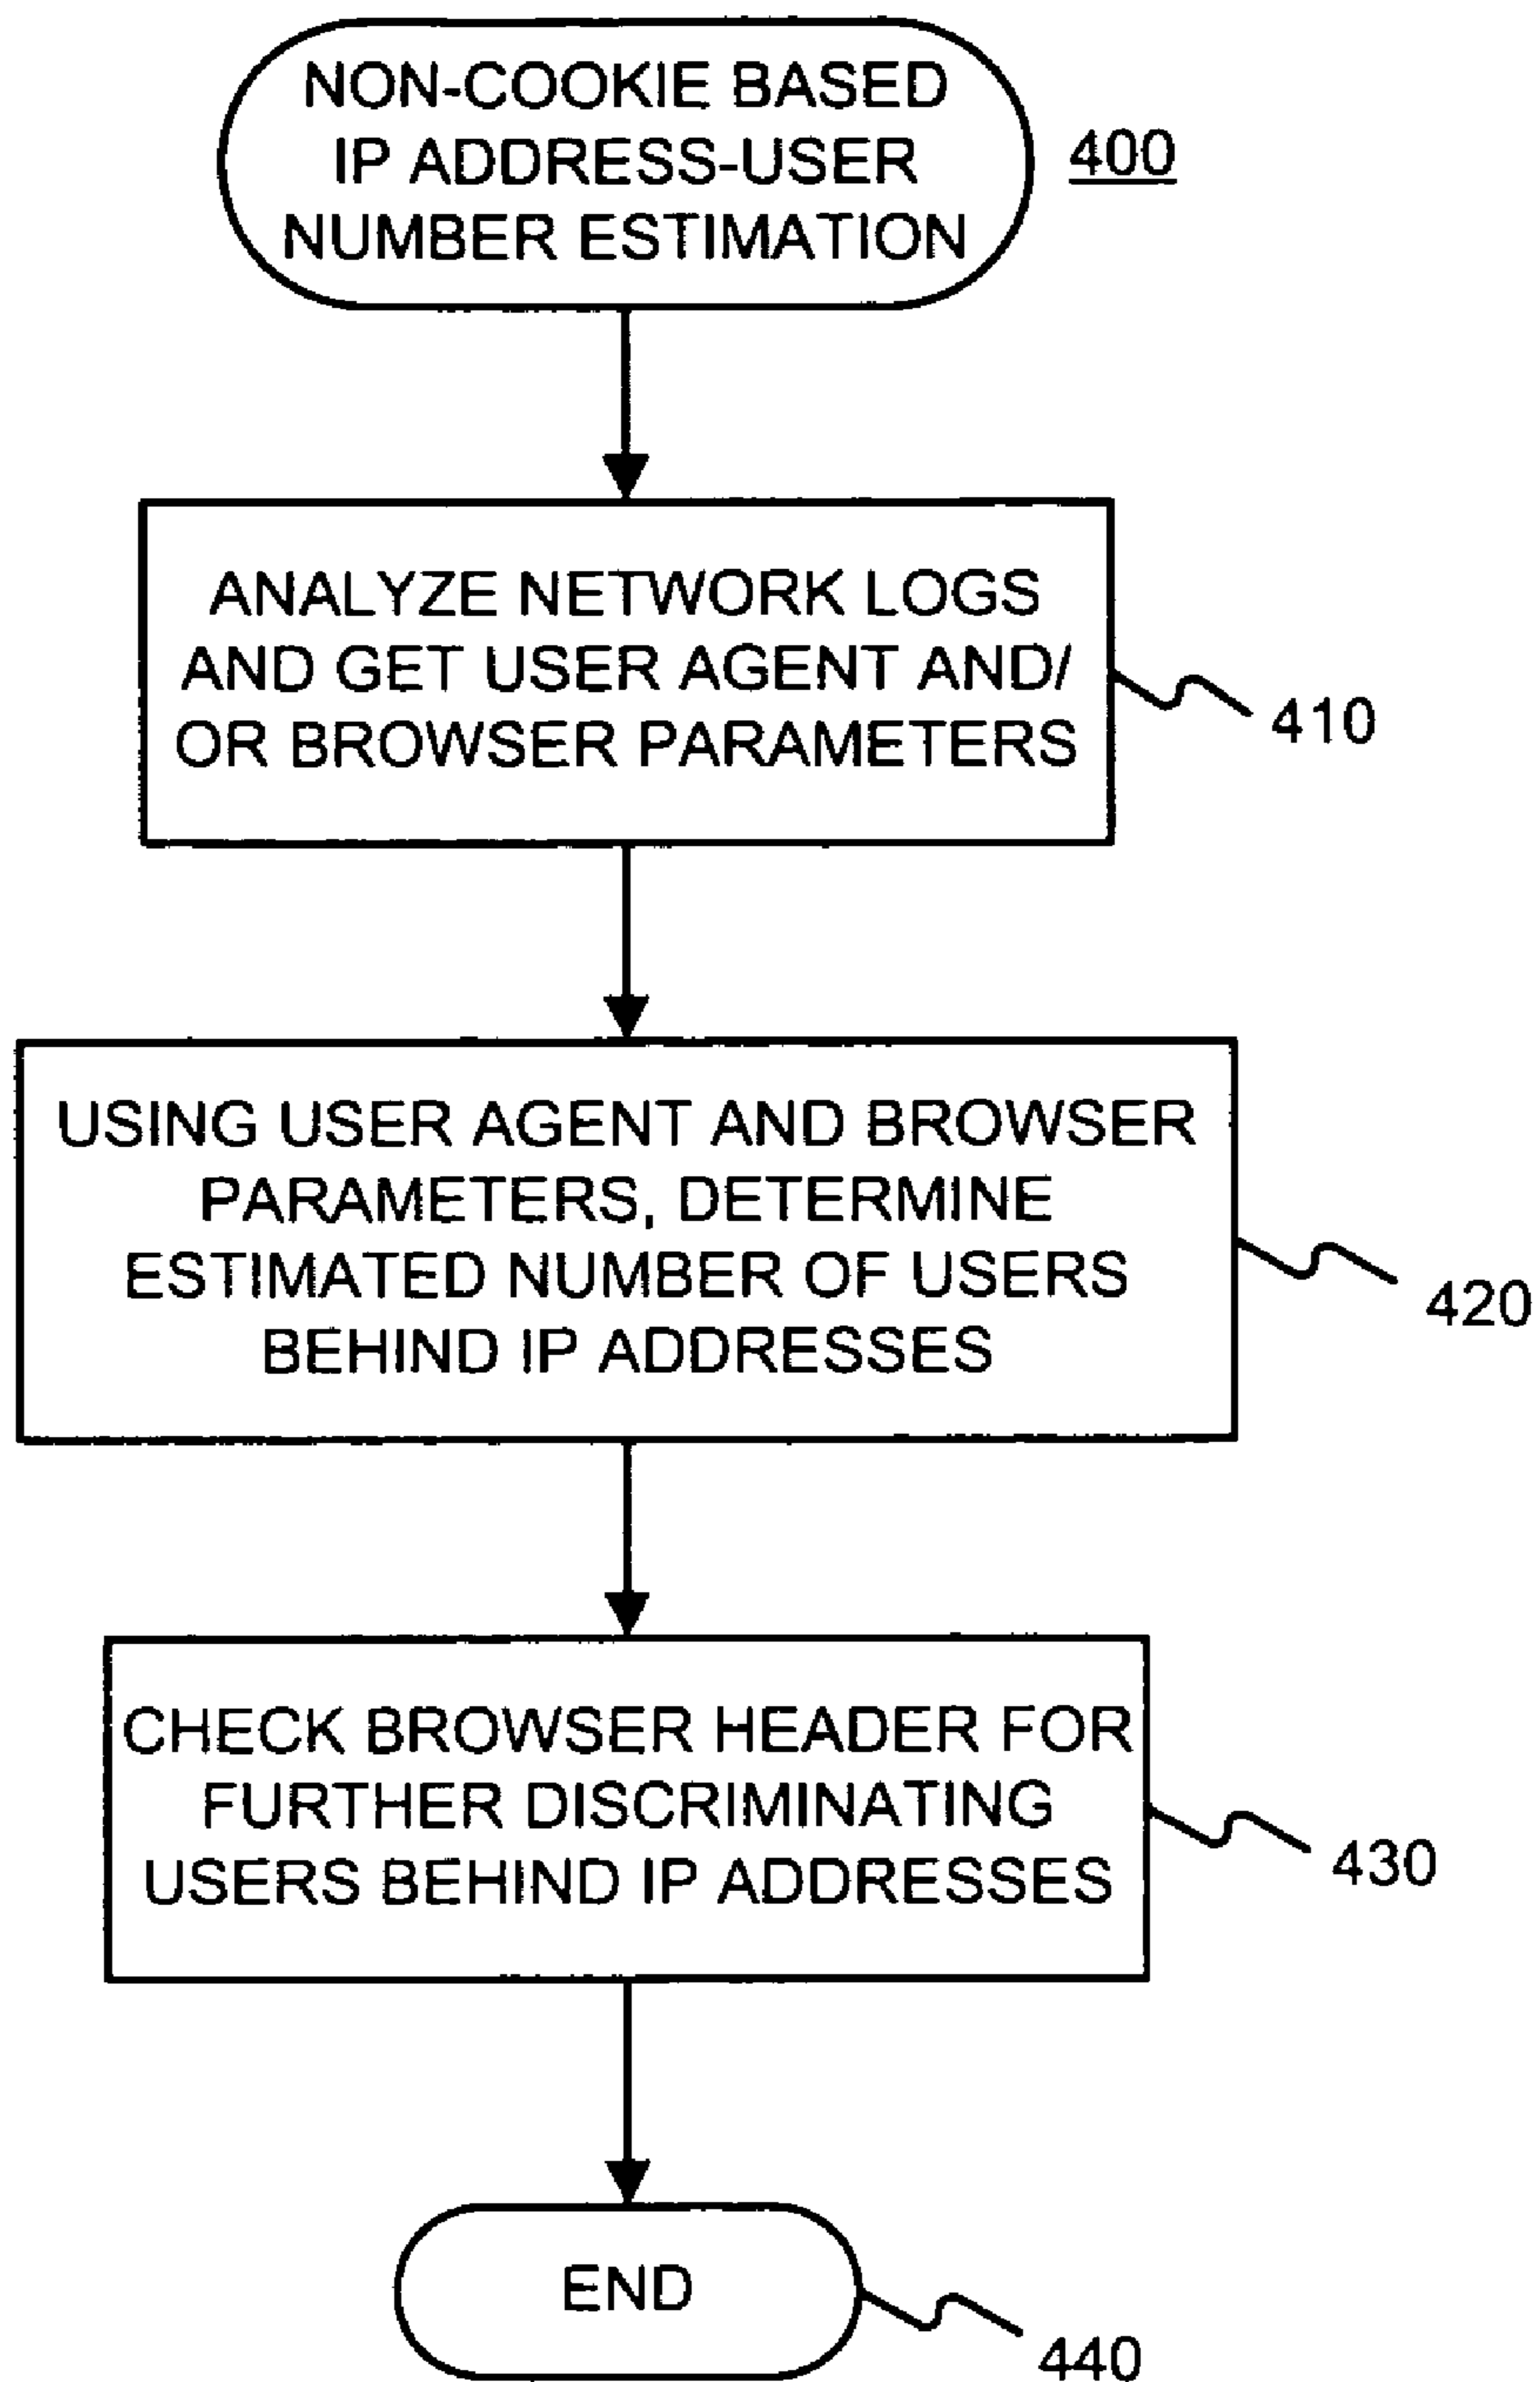 NON-COOKIE BASED
IP ADDRESS-USER
NUMBER ESTIMATION
400
ANALYZE NETWORK LOGS
AND GET USER AGENT AND/
OR BROWSER PARAMETERS
410
USING USER AGENT AND BROWSER
PARAMETERS, DETERMINE
ESTIMATED NUMBER OF USERS
BEHIND IP ADDRESSES
420
CHECK BROWSER HEADER FOR
FURTHER DISCRIMINATING
USERS BEHIND IP ADDRESSES
430
END
440